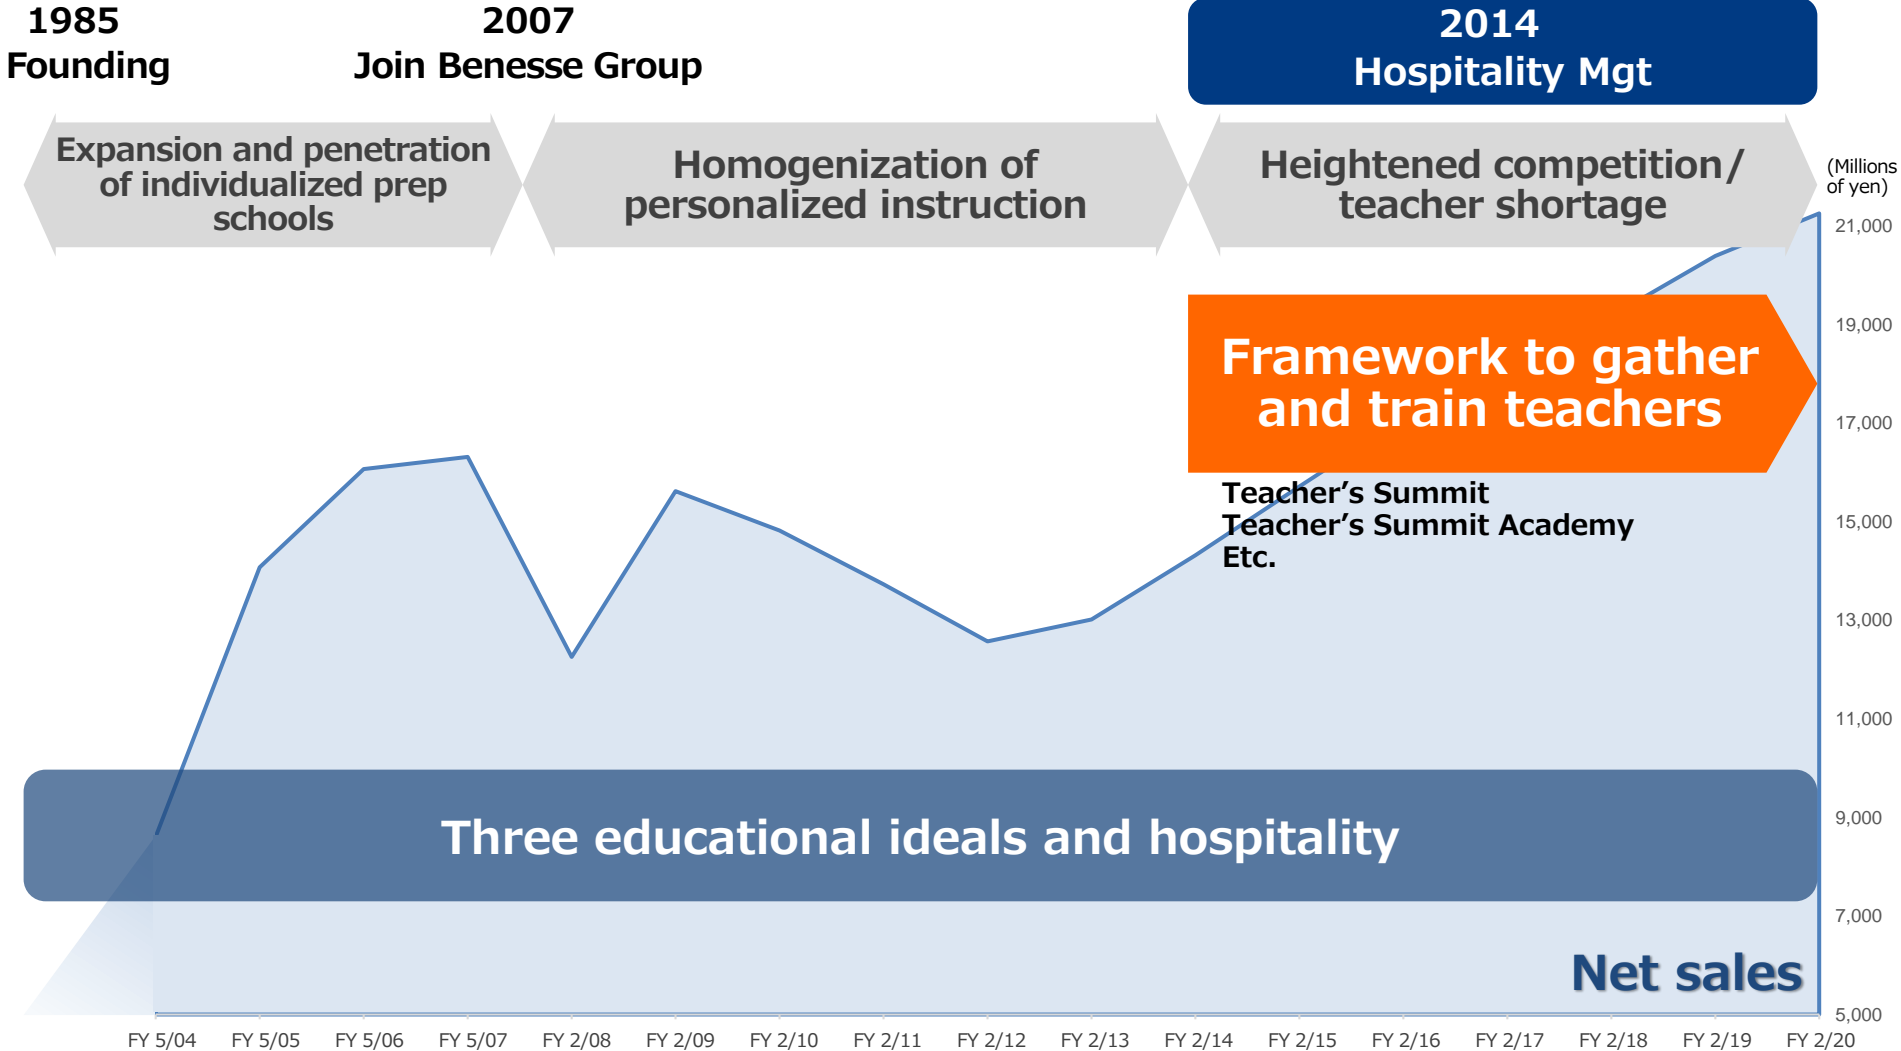 1985
Founding
2007
Join Benesse Group
2014
Hospitality Mgt
Expansion and penetration
of individualized prep
schools
Homogenization of
personalized instruction
Heightened competition/
teacher shortage
(Millions
of yen)
21,000
19,000
17,000
15,000
13,000
11,000
9,000
7,000
5,000
Framework to gather
and train teachers
Teacher’s Summit
Teacher’s Summit Academy
Etc.
Three educational ideals and hospitality
Net sales
FY 5/04 FY 5/05 FY 5/06 FY 5/07 FY 2/08 FY 2/09 FY 2/10 FY 2/11 FY 2/12 FY 2/13 FY 2/14 FY 2/15 FY 2/16 FY 2/17 FY 2/18 FY 2/19 FY 2/20